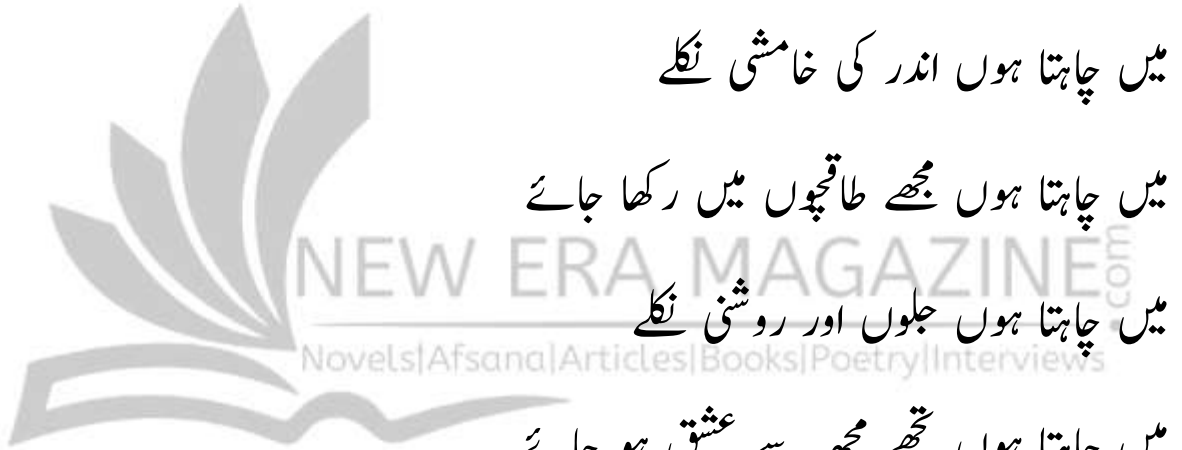 میں چاہتا ہوں اندر کی خامشی نکلے
میں چاہتا ہوں مجھے طاقچوں میں رکھا جائے
NEW ERA MAGAZINE.com
میں چاہتا ہوں جلوں اور روشنی نکلے
Novels|Afsana|Articles|Books|Poetry|Interviews
میں چاہتا ہوں تجھے مجھ سے عشق ہو جائے